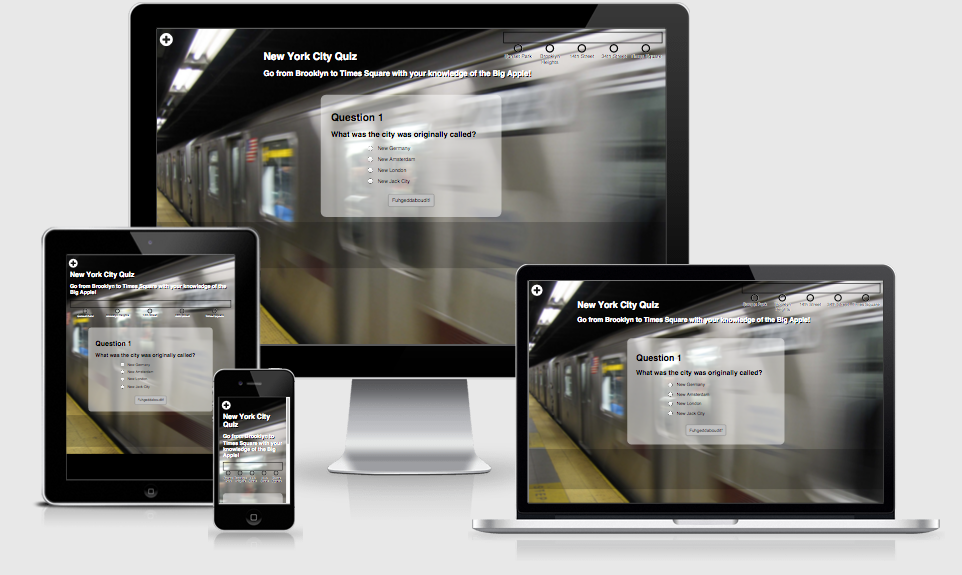 New York City Quiz
Go from Brooklyn to Times Square with your knowledge of the Big Apple!
Sunset Park
Brooklyn Heights
14th Street
34th Street
Times Square
Question 1
What was the city was originally called?
New Germany
New Amsterdam
New London
New Jack City
Fuhgeddaboudit!
New York City Quiz
Go from Brooklyn to Times Square with your knowledge of the
Big Apple!
Question 1
What was the city was originally called?
New Germany
New Amsterdam
New London
New Jack City
Fuhgeddaboudit!
New York City
Quiz
Go from Brooklyn to
Times Square with your
knowledge of the Big
Apple!
New York City Quiz
Go from Brooklyn to Times Square with your knowledge of the Big Apple!
14th Street
Question 1
What was the city was originally called?
New Germany
New Amsterdam
New London
New Jack City
Fuhgeddaboudit!